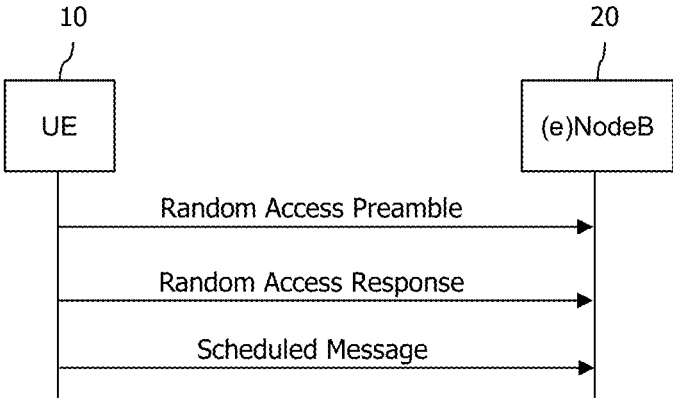 10
20
UE
(e)NodeB
Random Access Preamble
Random Access Response
Scheduled Message